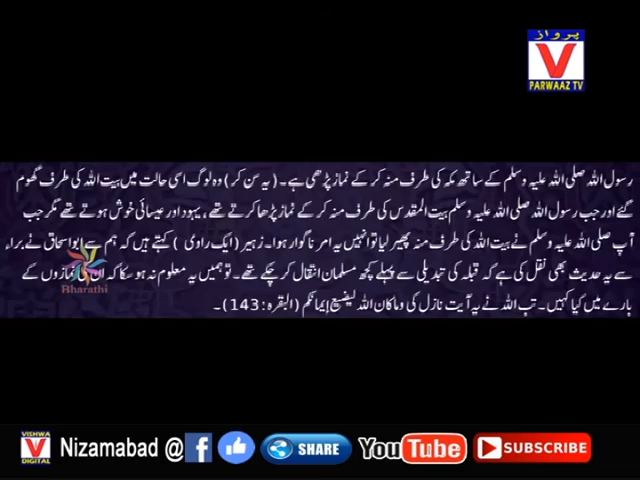 پرواز
V
PARWAAZ TV
رسول اللہ صلی اللہ علیہ وسلم کے ساتھ مکہ کی طرف منہ کر کے نماز پڑھی ہے۔ (یہ سن کر) وہ لوگ اسی حالت میں بیت اللہ کی طرف گھوم
گئے اور جب رسول اللہ صلی اللہ علیہ وسلم بیت المقدس کی طرف منہ کر کے نماز پڑھا کرتے تھے، یہود اور عیسائی خوش ہوتے تھے مگر جب
آپ صلی اللہ علیہ وسلم نے بیت اللہ کی طرف منہ پھیر لیا تو انہیں یہ امر ناگوار ہوا۔ زہیر (ایک راوی) کہتے ہیں کہ ہم سے ابواسحاق نے براء
سے یہ حدیث بھی نقل کی ہے کہ قبلہ کی تبدیلی سے پہلے کچھ مسلمان انتقال کر چکے تھے۔ تو ہمیں یہ معلوم نہ ہو سکا کہ ان کی نمازوں کے
Bharathi
بارے میں کیا کہیں۔ تب اللہ نے یہ آیت نازل کی وماکان اللہ لیضیع إیمانکم (البقرہ: 143)۔
VISHWA
V
DIGITAL
Nizamabad @ f SHARE YouTube SUBSCRIBE